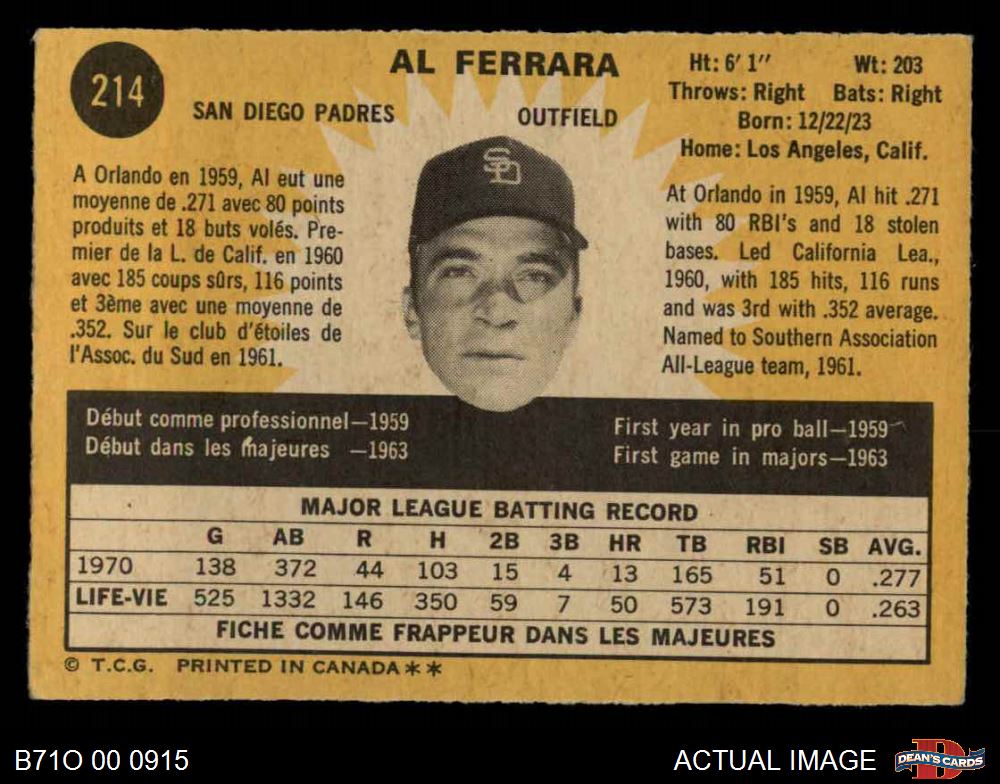 214
AL FERRARA
SAN DIEGO PADRES OUTFIELD
Ht: 6' 1'' Wt: 203
Throws: Right Bats: Right
Born: 12/22/23
Home: Los Angeles, Calif.
SD
A Orlando en 1959, Al eut une
moyenne de .271 avec 80 points
produits et 18 buts volés. Pre-
mier de la L. de Calif. en 1960
avec 185 coups sûrs, 116 points
et 3ème avec une moyenne de
.352. Sur le club d'étoiles de
l'Assoc. du Sud en 1961.
At Orlando in 1959, Al hit .271
with 80 RBI's and 18 stolen
bases. Led California Lea.,
1960, with 185 hits, 116 runs
and was 3rd with .352 average.
Named to Southern Association
All-League team, 1961.
Début comme professionnel—1959
Début dans les majeures —1963
First year in pro ball—1959
First game in majors—1963
MAJOR LEAGUE BATTING RECORD
G AB R H 2B 3B HR TB RBI SB AVG.
1970 138 372 44 103 15 4 13 165 51 0 .277
LIFE-VIE 525 1332 146 350 59 7 50 573 191 0 .263
FICHE COMME FRAPPEUR DANS LES MAJEURES
© T.C.G. PRINTED IN CANADA**
B71O 00 0915
ACTUAL IMAGE
D
DEAN'S CARDS